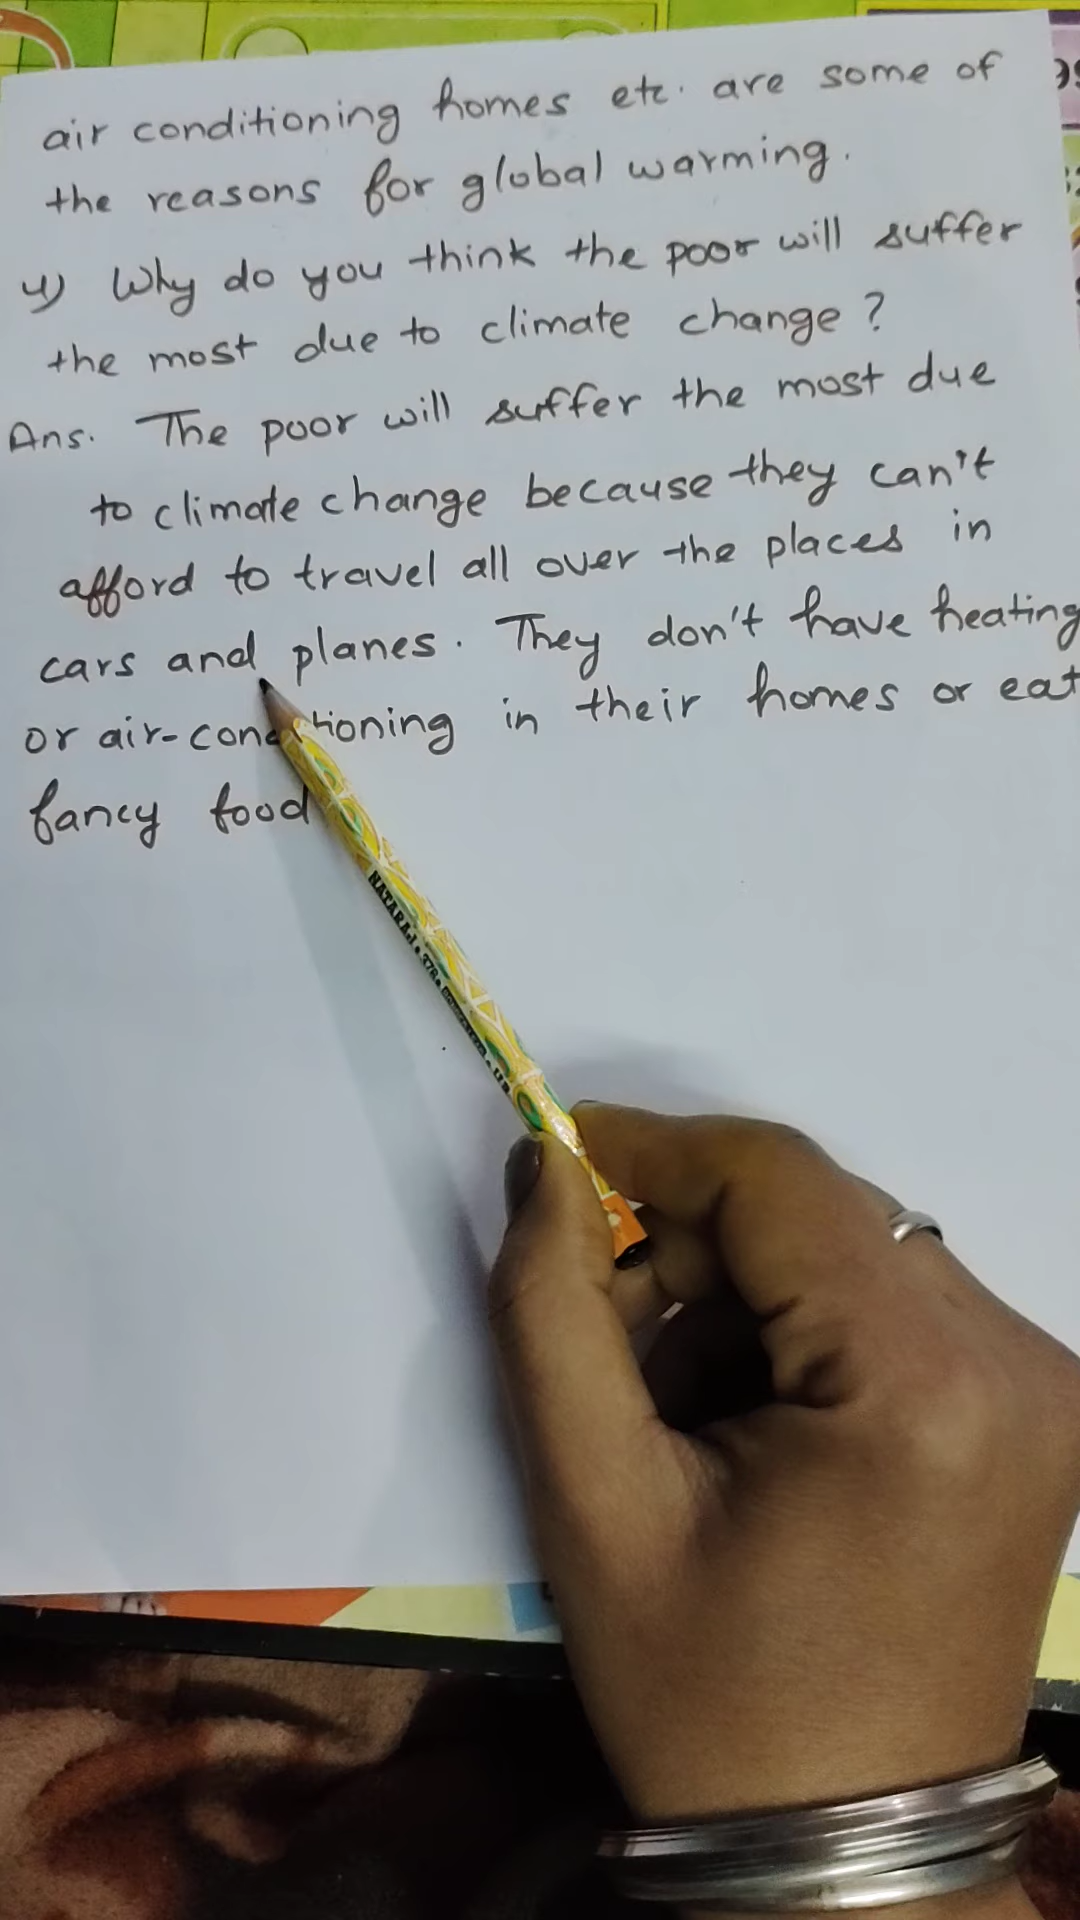 air conditioning homes etc. are some of
the reasons for global warming.
4) Why do you think the poor will suffer
the most due to climate change?
Ans. The poor will suffer the most due
to climate change because they can't
afford to travel all over the places in
cars and planes. They don't have heating
or air-conditioning in their homes or eat
fancy food
NATARAJ